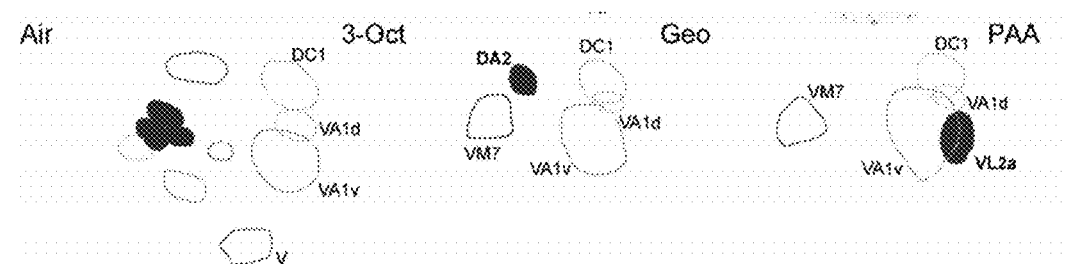 Air 3-Oct Geo PAA
DC1 DA2 DC1 DC1
VM7
VA1d VM7 VA1d VA1d
VA1v VA1v VA1v VL2a
V